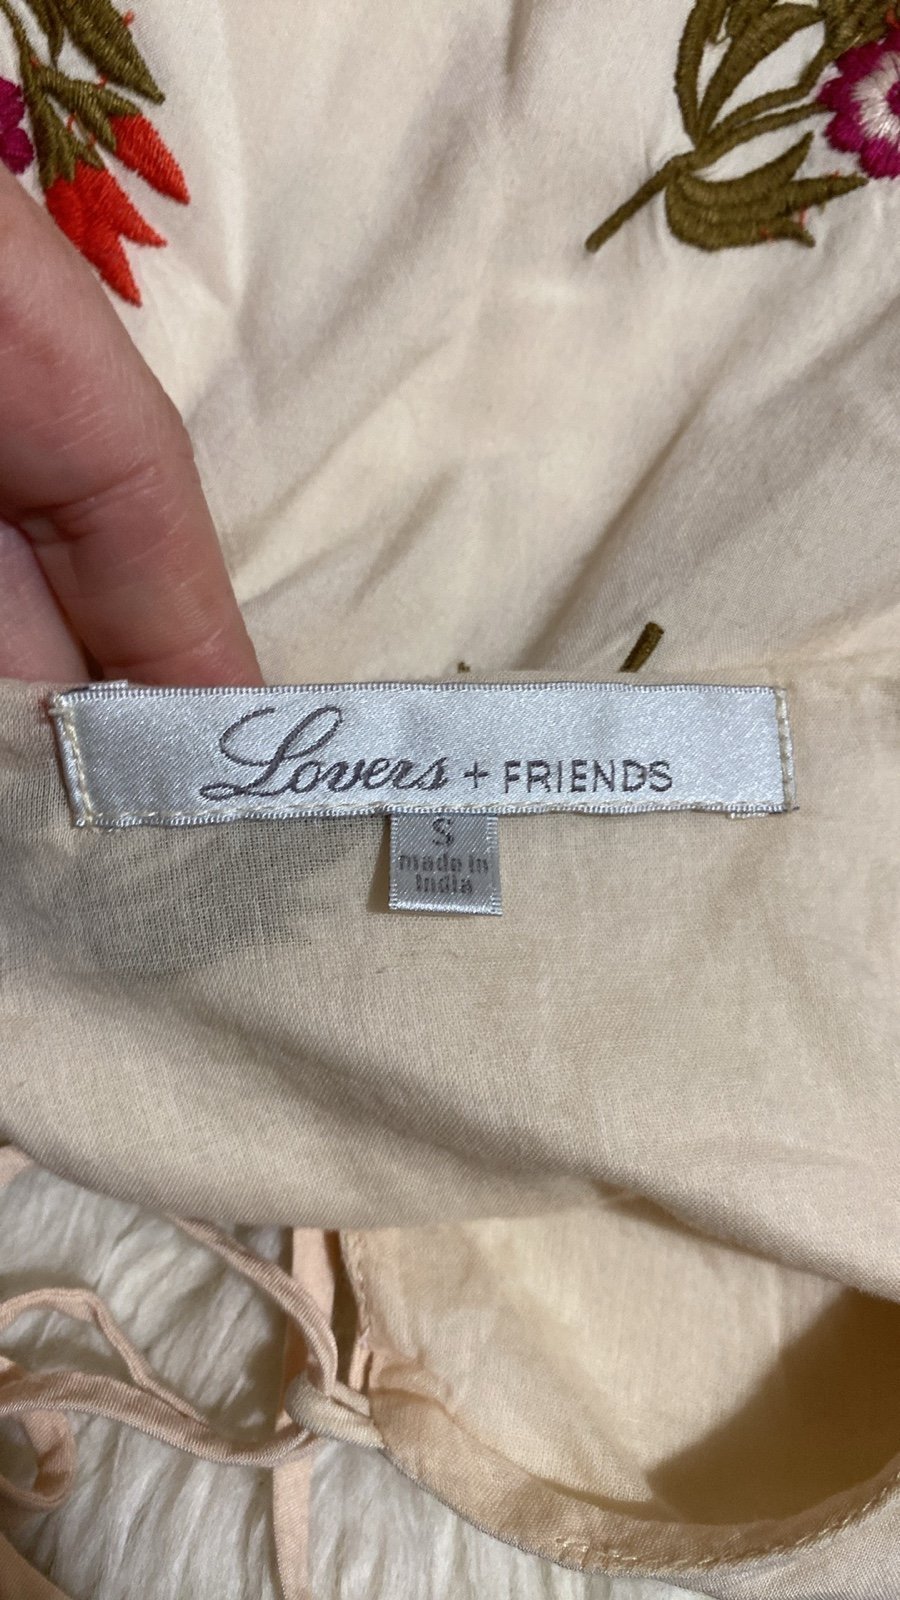 Lovers + FRIENDS
S
made in
India